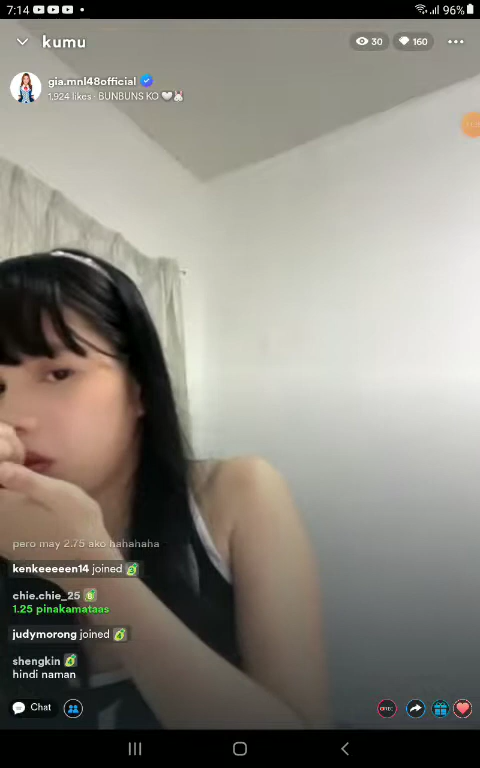 7:14
96%
kumu
30
160
gia.mnl48official
1,924 likes · BUNBUNS KO 🤍🐰
pero may 2.75 ako hahahaha
kenkeeeeen14 joined
chie.chie_25
1.25 pinakamataas
judymorong joined
shengkin
hindi naman
Chat